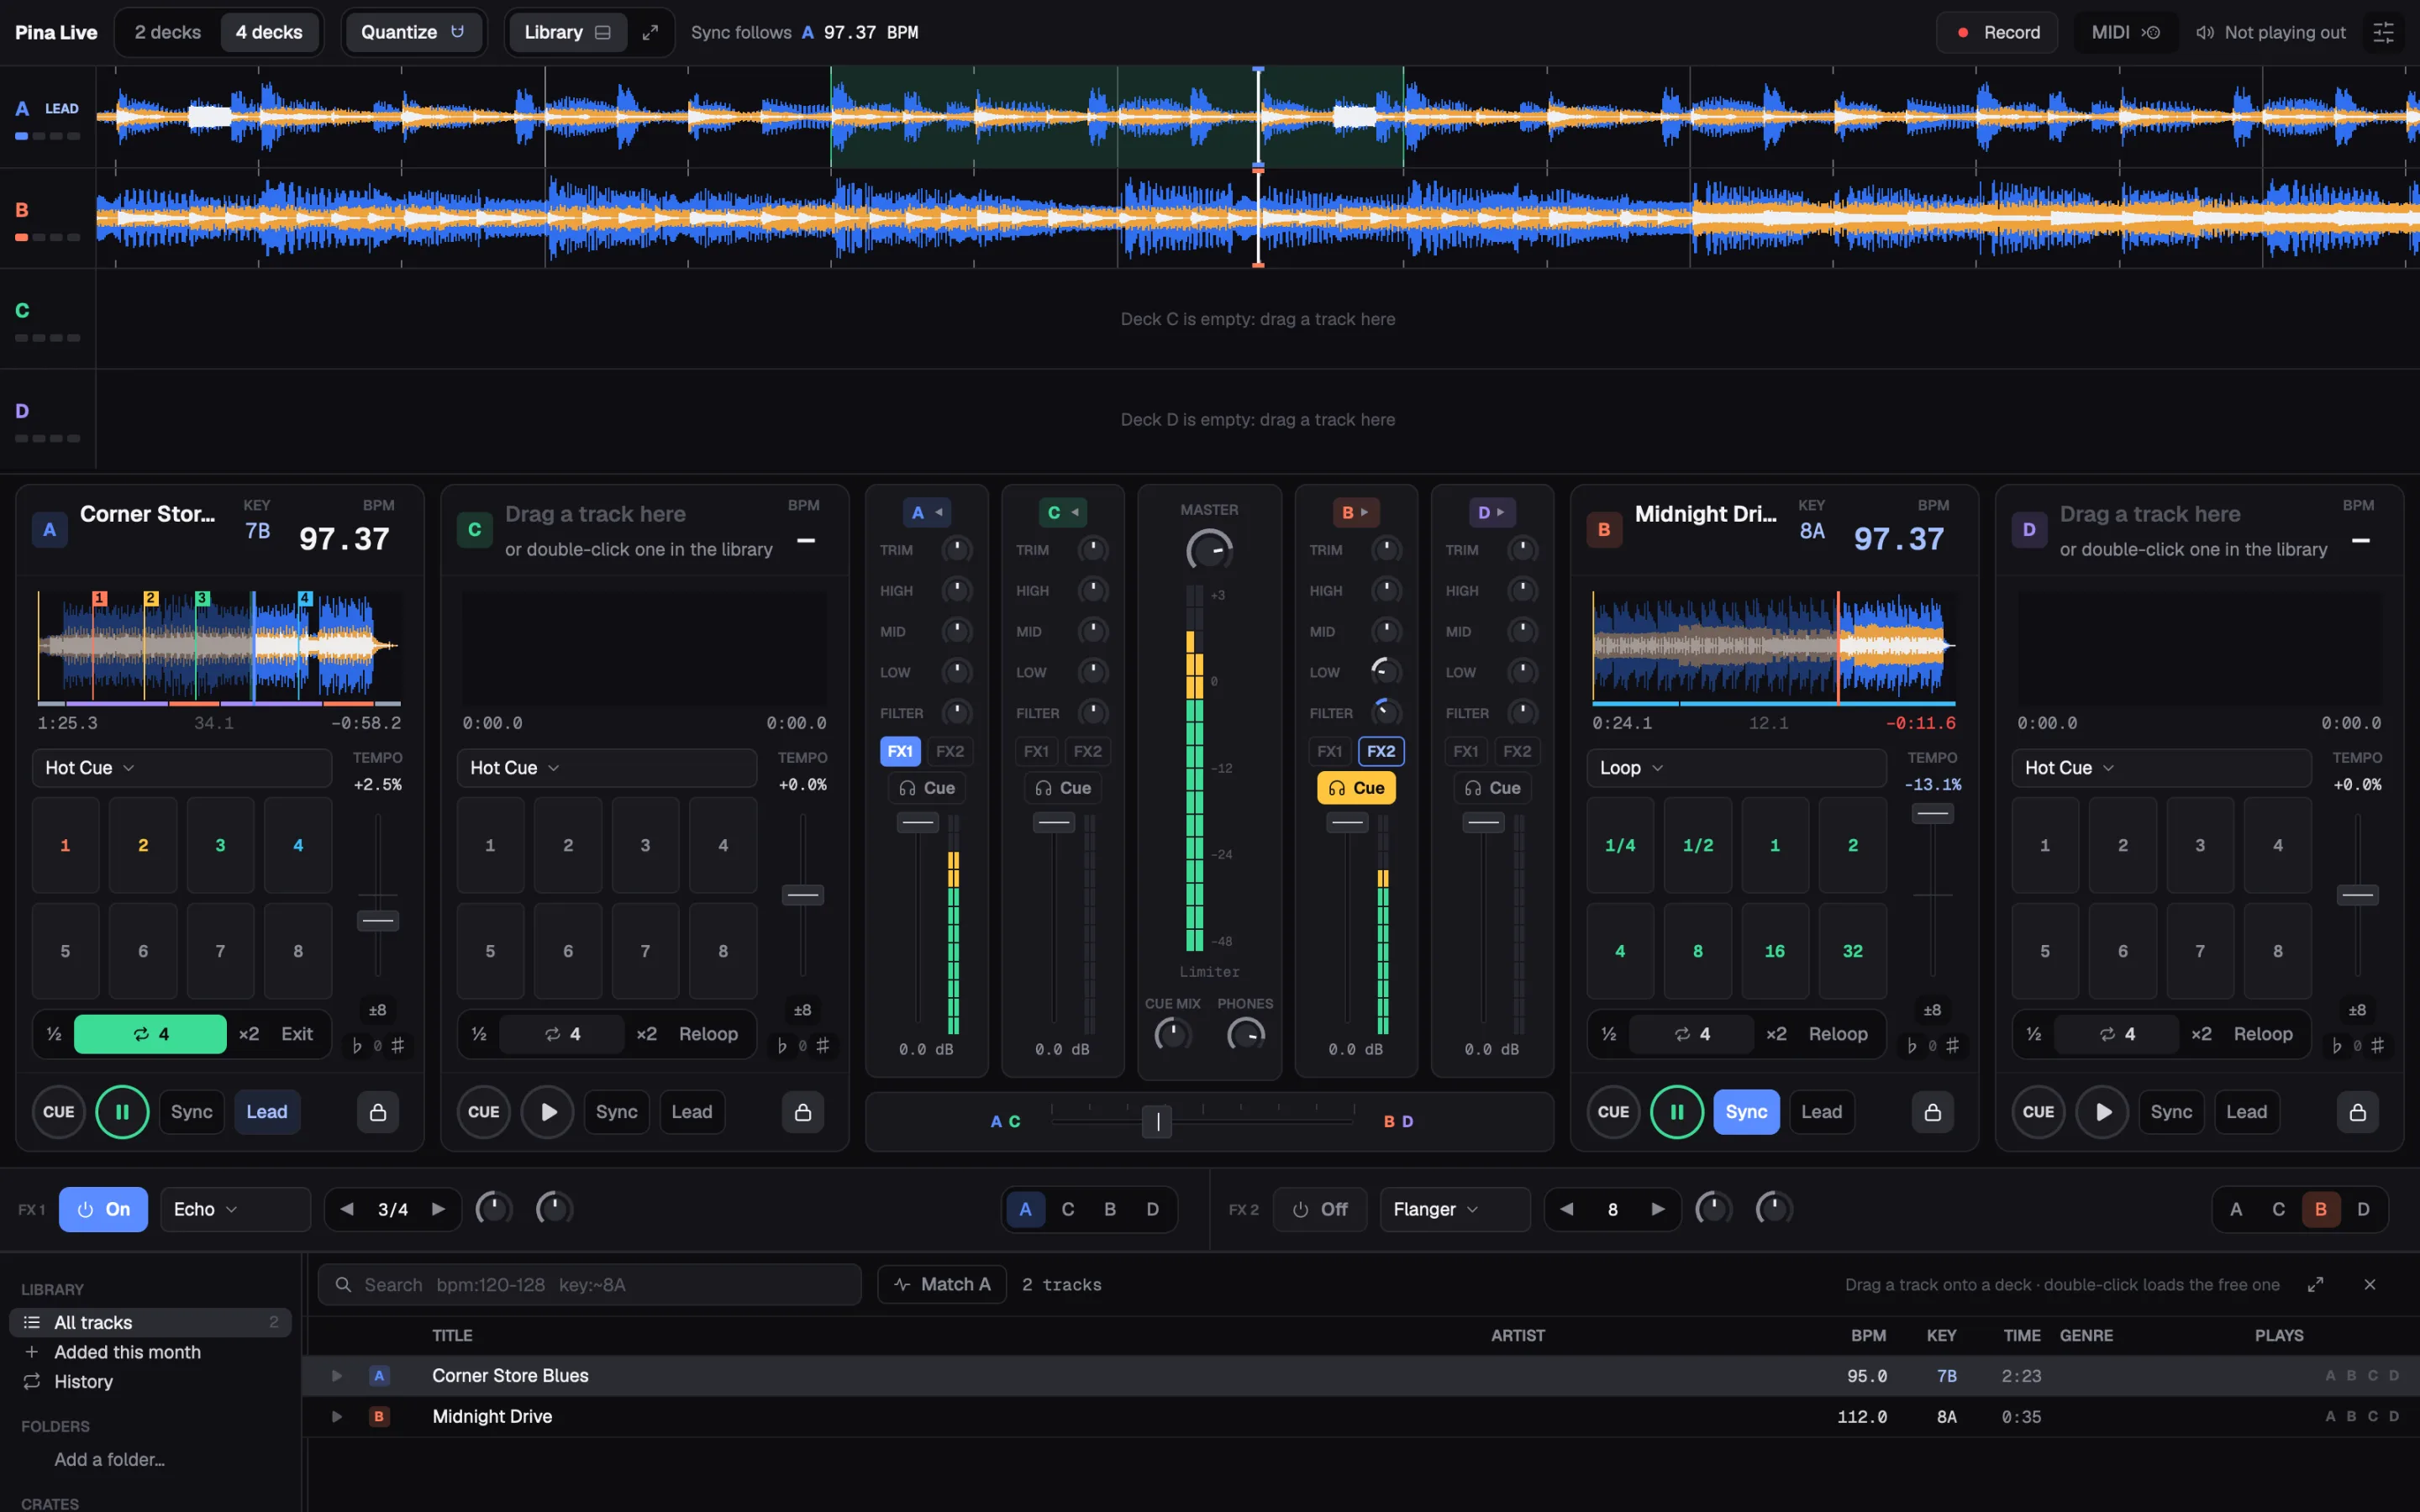 Pina Live 2 decks 4 decks Quantize Library Sync follows A 97.37 BPM Record MIDI Not playing out
A LEAD
B
C Deck C is empty: drag a track here
D Deck D is empty: drag a track here
A Corner Stor... KEY 7B BPM 97.37
1 2 3 4
1:25.3 34.1 -0:58.2
Hot Cue TEMPO +2.5%
1 2 3 4
5 6 7 8
±8
½ 4 ×2 Exit ♭ 0 ♯
CUE Sync Lead
C Drag a track here BPM
or double-click one in the library –
0:00.0 0:00.0
Hot Cue TEMPO +0.0%
1 2 3 4
5 6 7 8
±8
½ 4 ×2 Reloop ♭ 0 ♯
CUE Sync Lead
A
TRIM
HIGH
MID
LOW
FILTER
FX1 FX2
Cue
0.0 dB
C
TRIM
HIGH
MID
LOW
FILTER
FX1 FX2
Cue
0.0 dB
MASTER
+3
0
-12
-24
-48
Limiter
CUE MIX PHONES
B
TRIM
HIGH
MID
LOW
FILTER
FX1 FX2
Cue
0.0 dB
D
TRIM
HIGH
MID
LOW
FILTER
FX1 FX2
Cue
0.0 dB
A C B D
B Midnight Dri... KEY 8A BPM 97.37
0:24.1 12.1 -0:11.6
Loop TEMPO -13.1%
1/4 1/2 1 2
4 8 16 32
±8
½ 4 ×2 Reloop ♭ 0 ♯
CUE Sync Lead
D Drag a track here BPM
or double-click one in the library –
0:00.0 0:00.0
Hot Cue TEMPO +0.0%
1 2 3 4
5 6 7 8
±8
½ 4 ×2 Reloop ♭ 0 ♯
CUE Sync Lead
FX 1 On Echo 3/4 A C B D
FX 2 Off Flanger 8 A C B D
LIBRARY
All tracks 2
Added this month
History
FOLDERS
Add a folder...
CRATES
Search bpm:120-128 key:~8A Match A 2 tracks Drag a track onto a deck · double-click loads the free one
TITLE ARTIST BPM KEY TIME GENRE PLAYS
A Corner Store Blues 95.0 7B 2:23 A B C D
B Midnight Drive 112.0 8A 0:35 A B C D